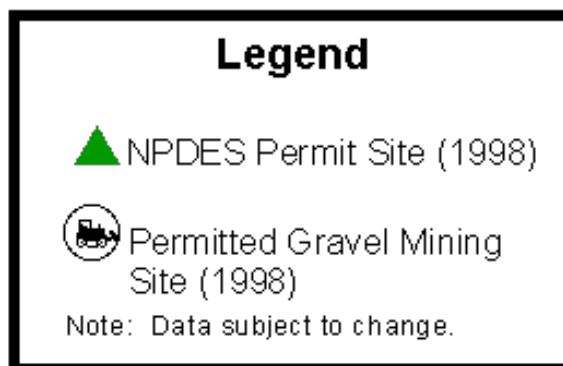 Legend
NPDES Permit Site (1998)
Permitted Gravel Mining
Site (1998)
Note: Data subject to change.